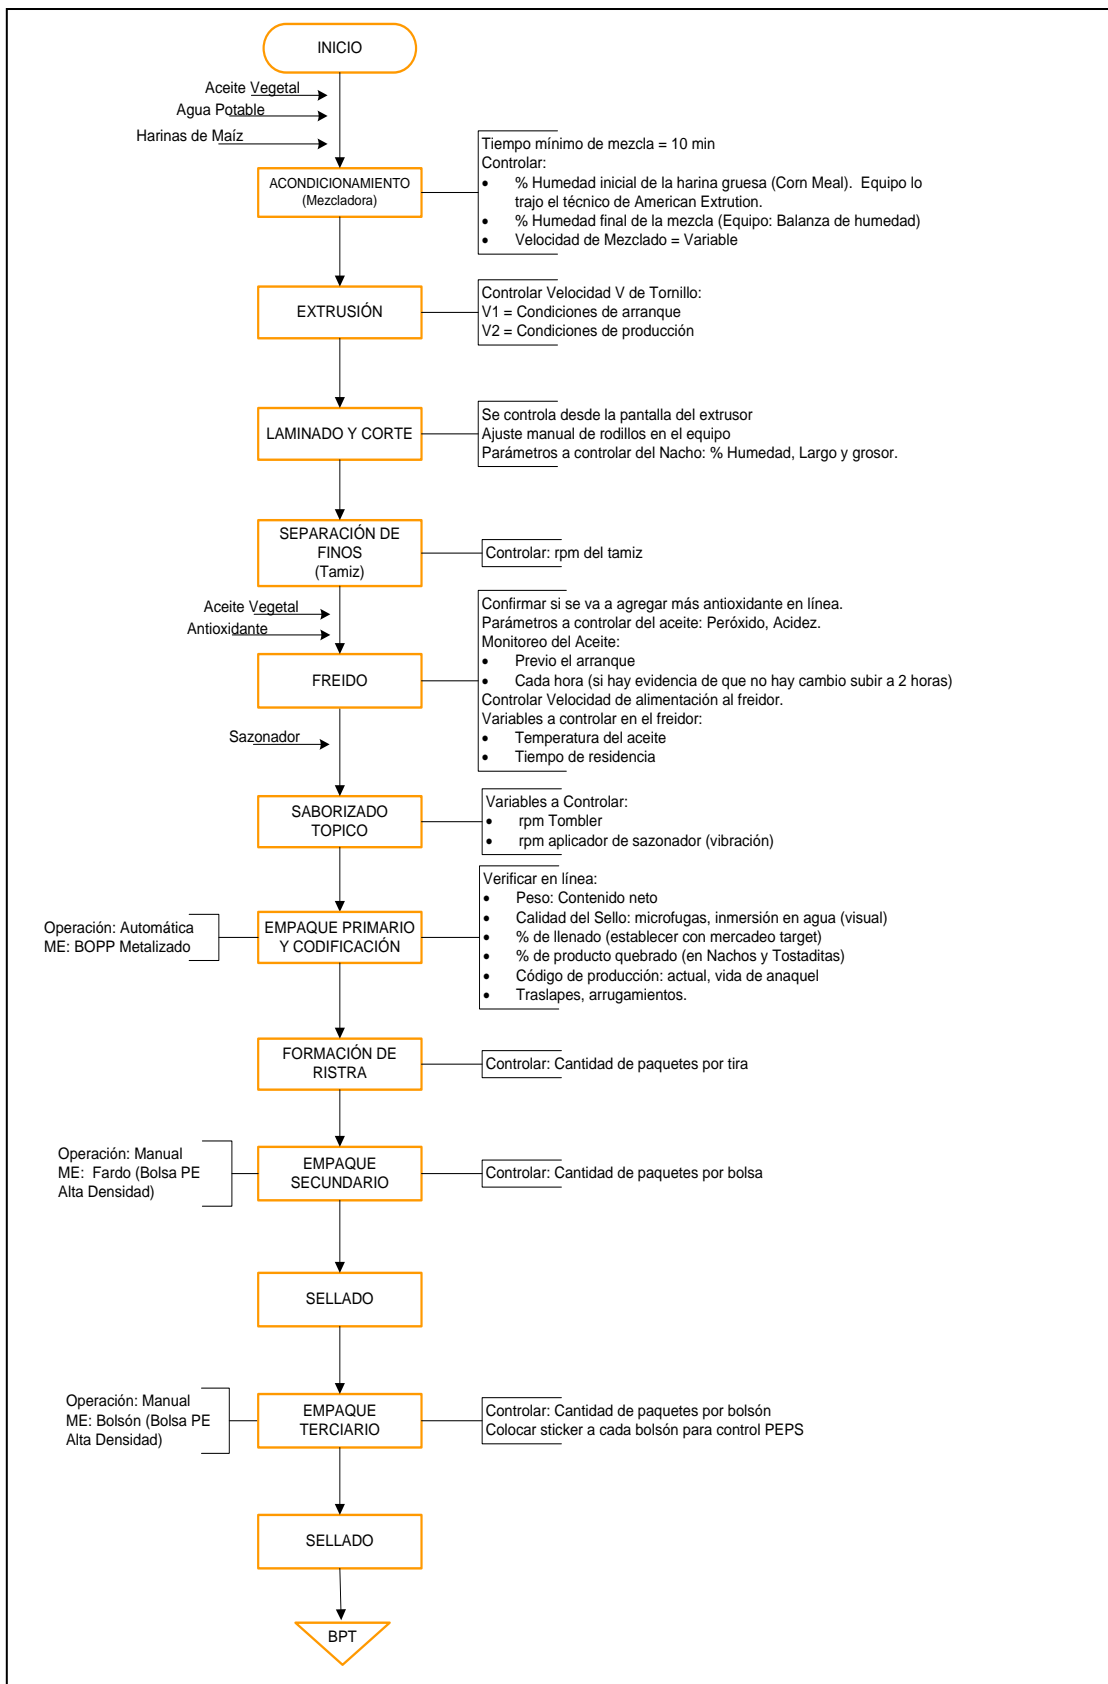 INICIO
Aceite Vegetal
Agua Potable
Harinas de Maíz
ACONDICIONAMIENTO
(Mezcladora)
Tiempo mínimo de mezcla = 10 min
Controlar:
• % Humedad inicial de la harina gruesa (Corn Meal). Equipo lo
trajo el técnico de American Extrution.
• % Humedad final de la mezcla (Equipo: Balanza de humedad)
• Velocidad de Mezclado = Variable
EXTRUSIÓN
Controlar Velocidad V de Tornillo:
V1 = Condiciones de arranque
V2 = Condiciones de producción
LAMINADO Y CORTE
Se controla desde la pantalla del extrusor
Ajuste manual de rodillos en el equipo
Parámetros a controlar del Nacho: % Humedad, Largo y grosor.
SEPARACIÓN DE
FINOS
(Tamiz)
Controlar: rpm del tamiz
Aceite Vegetal
Antioxidante
FREIDO
Confirmar si se va a agregar más antioxidante en línea.
Parámetros a controlar del aceite: Peróxido, Acidez.
Monitoreo del Aceite:
• Previo el arranque
• Cada hora (si hay evidencia de que no hay cambio subir a 2 horas)
Controlar Velocidad de alimentación al freidor.
Variables a controlar en el freidor:
• Temperatura del aceite
• Tiempo de residencia
Sazonador
SABORIZADO
TOPICO
Variables a Controlar:
• rpm Tombler
• rpm aplicador de sazonador (vibración)
Operación: Automática
ME: BOPP Metalizado
EMPAQUE PRIMARIO
Y CODIFICACIÓN
Verificar en línea:
• Peso: Contenido neto
• Calidad del Sello: microfugas, inmersión en agua (visual)
• % de llenado (establecer con mercadeo target)
• % de producto quebrado (en Nachos y Tostaditas)
• Código de producción: actual, vida de anaquel
• Traslapes, arrugamientos.
FORMACIÓN DE
RISTRA
Controlar: Cantidad de paquetes por tira
Operación: Manual
ME: Fardo (Bolsa PE
Alta Densidad)
EMPAQUE
SECUNDARIO
Controlar: Cantidad de paquetes por bolsa
SELLADO
Operación: Manual
ME: Bolsón (Bolsa PE
Alta Densidad)
EMPAQUE
TERCIARIO
Controlar: Cantidad de paquetes por bolsón
Colocar sticker a cada bolsón para control PEPS
SELLADO
BPT